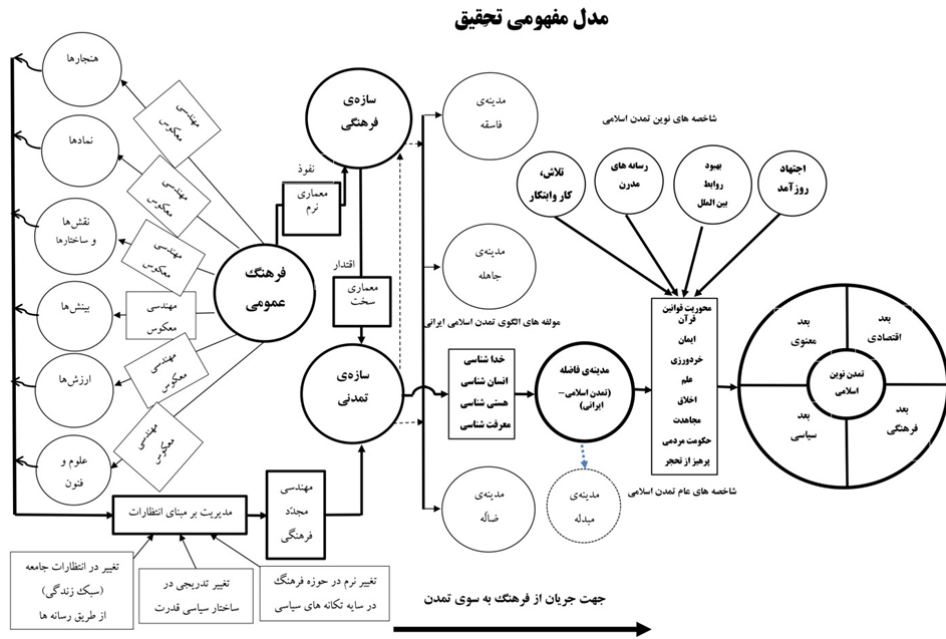 مدل مفهومی تحقیق
هنجارها
نمادها
نقش‌ها
و ساختارها
بینش‌ها
ارزش‌ها
علوم و
فنون
مهندسی
معکوس
مهندسی
معکوس
مهندسی
معکوس
مهندسی
معکوس
مهندسی
معکوس
مهندسی
معکوس
فرهنگ
عمومی
نفوذ
معماری
نرم
سازه‌ی
فرهنگی
اقتدار
معماری
سخت
سازه‌ی
تمدنی
مدیریت بر مبنای انتظارات
مهندسی
مجدّد
فرهنگی
تغییر در انتظارات جامعه
(سبک زندگی)
از طریق رسانه ها
تغییر تدریجی در
ساختار سیاسی قدرت
تغییر نرم در حوزه فرهنگ
در سایه تکانه های سیاسی
مدینه‌ی
فاسقه
مدینه‌ی
جاهله
مولفه های الگوی تمدن اسلامی ایرانی
خدا شناسی
انسان شناسی
هستی شناسی
معرفت شناسی
مدینه‌ی
ضالّه
مدینه‌ی فاضله
(تمدن اسلامی–
ایرانی)
مدینه‌ی
مبدله
شاخصه های نوین تمدن اسلامی
تلاش،
کار وابتکار
رسانه های
مدرن
بهبود
روابط
بین الملل
اجتهاد
روزآمد
محوریت قوانین
قرآن
ایمان
خردورزی
علم
اخلاق
مجاهدت
حکومت مردمی
پرهیز از تحجر
شاخصه های عام تمدن اسلامی
بعد
اقتصادی
بعد
معنوی
تمدن نوین
اسلامی
بعد
فرهنگی
بعد
سیاسی
جهت جریان از فرهنگ به سوی تمدن